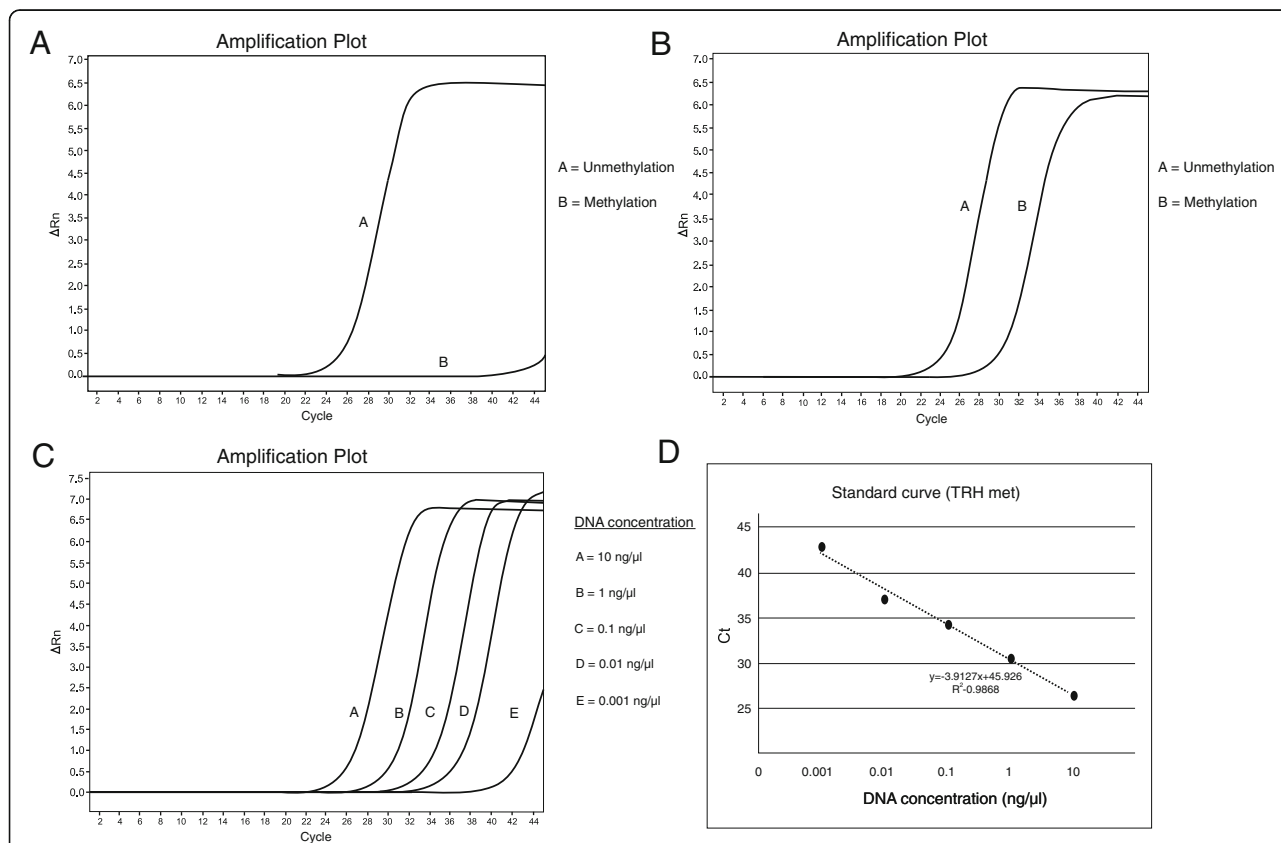 A
Amplification Plot
7.0
6.5
6.0
5.5
5.0
4.5
4.0
3.5
3.0
2.5
2.0
1.5
1.0
0.5
0.0
ΔRn
A
B
2 4 6 8 10 12 14 16 18 20 22 24 26 28 30 32 34 36 38 40 42 44
Cycle
A = Unmethylation
B = Methylation
B
Amplification Plot
7.0
6.5
6.0
5.5
5.0
4.5
4.0
3.5
3.0
2.5
2.0
1.5
1.0
0.5
0.0
ΔRn
A
B
2 4 6 8 10 12 14 16 18 20 22 24 26 28 30 32 34 36 38 40 42 44
Cycle
A = Unmethylation
B = Methylation
C
Amplification Plot
7.5
7.0
6.5
6.0
5.5
5.0
4.5
4.0
3.5
3.0
2.5
2.0
1.5
1.0
0.5
0.0
ΔRn
A B C D E
2 4 6 8 10 12 14 16 18 20 22 24 26 28 30 32 34 36 38 40 42 44
Cycle
DNA concentration
A = 10 ng/µl
B = 1 ng/µl
C = 0.1 ng/µl
D = 0.01 ng/µl
E = 0.001 ng/µl
D
Standard curve (TRH met)
45
40
35
30
25
Ct
y=-3.9127x+45.926
R²-0.9868
0 0.001 0.01 0.1 1 10
DNA concentration (ng/µl)